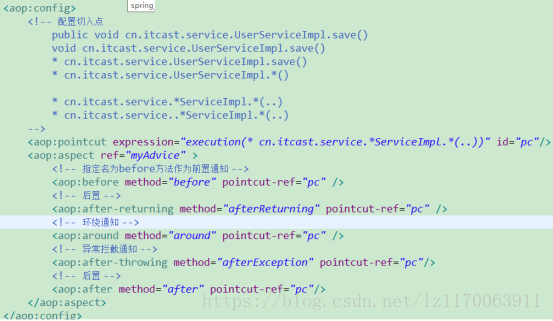 spring
<aop:config>
<!-- 配置切入点
public void cn.itcast.service.UserServiceImpl.save()
void cn.itcast.service.UserServiceImpl.save()
* cn.itcast.service.UserServiceImpl.save()
* cn.itcast.service.UserServiceImpl.*()
* cn.itcast.service.*ServiceImpl.*(..)
* cn.itcast.service..*ServiceImpl.*(..)
-->
<aop:pointcut expression="execution(* cn.itcast.service.*ServiceImpl.*(..))" id="pc"/>
<aop:aspect ref="myAdvice" >
<!-- 指定名为before方法作为前置通知 -->
<aop:before method="before" pointcut-ref="pc" />
<!-- 后置 -->
<aop:after-returning method="afterReturning" pointcut-ref="pc" />
<!-- 环绕通知 -->
<aop:around method="around" pointcut-ref="pc" />
<!-- 异常拦截通知 -->
<aop:after-throwing method="afterException" pointcut-ref="pc"/>
<!-- 后置 -->
<aop:after method="after" pointcut-ref="pc"/>
</aop:aspect>
</aop:config>
https://blog.csdn.net/lzl170063911